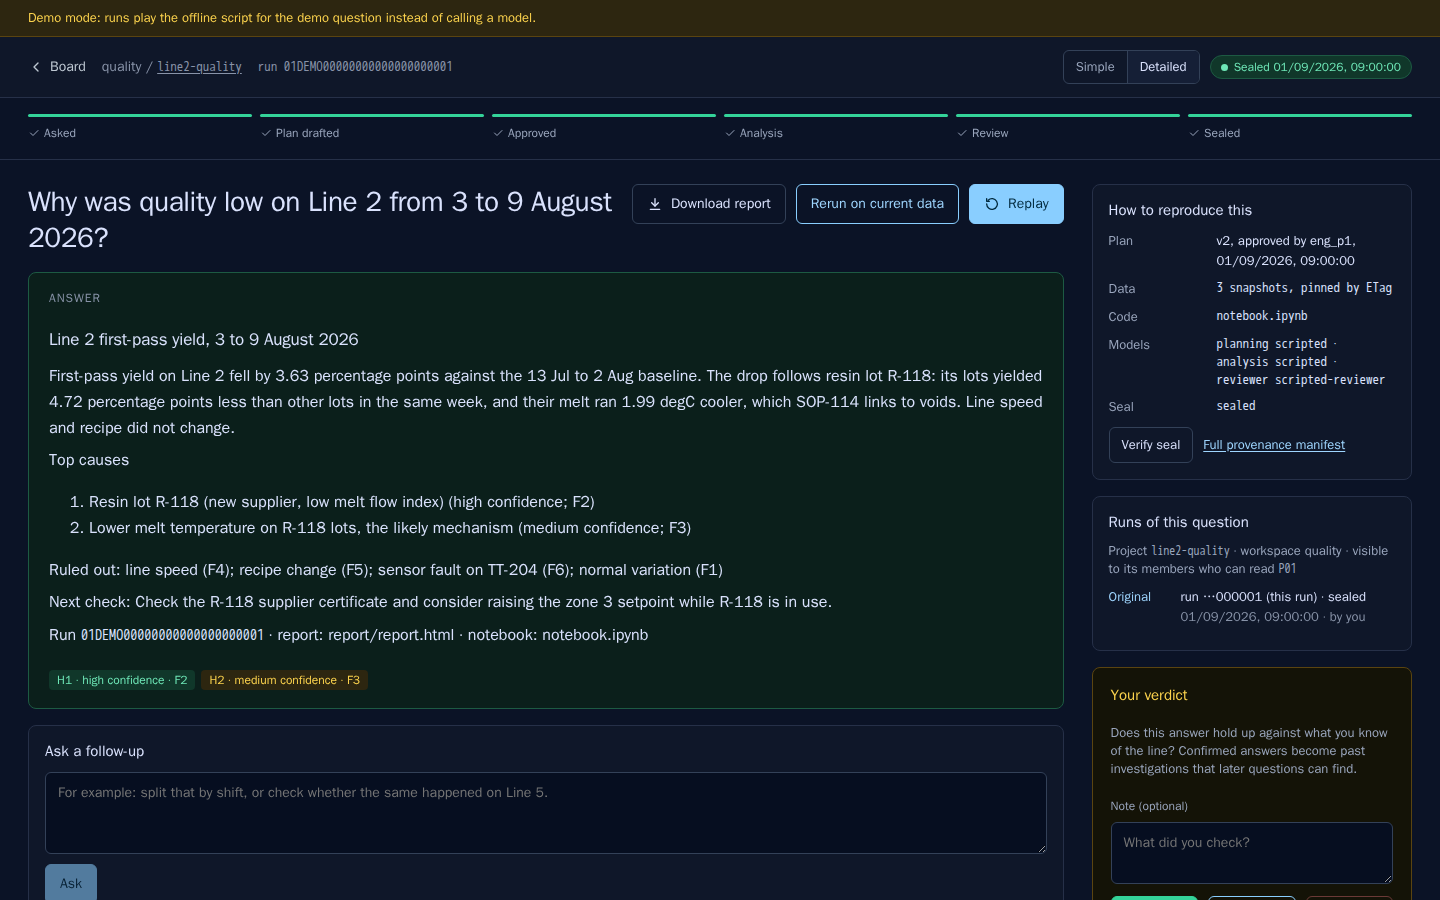 Demo mode: runs play the offline script for the demo question instead of calling a model.
Board quality / line2-quality run 01DEMO00000000000000000001
Simple Detailed Sealed 01/09/2026, 09:00:00
Asked Plan drafted Approved Analysis Review Sealed
Why was quality low on Line 2 from 3 to 9 August
2026?
Download report Rerun on current data Replay
ANSWER
Line 2 first-pass yield, 3 to 9 August 2026
First-pass yield on Line 2 fell by 3.63 percentage points against the 13 Jul to 2 Aug baseline. The drop follows resin lot R-118: its lots yielded
4.72 percentage points less than other lots in the same week, and their melt ran 1.99 degC cooler, which SOP-114 links to voids. Line speed
and recipe did not change.
Top causes
1. Resin lot R-118 (new supplier, low melt flow index) (high confidence; F2)
2. Lower melt temperature on R-118 lots, the likely mechanism (medium confidence; F3)
Ruled out: line speed (F4); recipe change (F5); sensor fault on TT-204 (F6); normal variation (F1)
Next check: Check the R-118 supplier certificate and consider raising the zone 3 setpoint while R-118 is in use.
Run 01DEMO00000000000000000001 · report: report/report.html · notebook: notebook.ipynb
H1 · high confidence · F2 H2 · medium confidence · F3
Ask a follow-up
For example: split that by shift, or check whether the same happened on Line 5.
Ask
How to reproduce this
Plan v2, approved by eng_p1,
01/09/2026, 09:00:00
Data 3 snapshots, pinned by ETag
Code notebook.ipynb
Models planning scripted ·
analysis scripted ·
reviewer scripted-reviewer
Seal sealed
Verify seal Full provenance manifest
Runs of this question
Project line2-quality · workspace quality · visible
to its members who can read P01
Original run ···000001 (this run) · sealed
01/09/2026, 09:00:00 · by you
Your verdict
Does this answer hold up against what you know
of the line? Confirmed answers become past
investigations that later questions can find.
Note (optional)
What did you check?